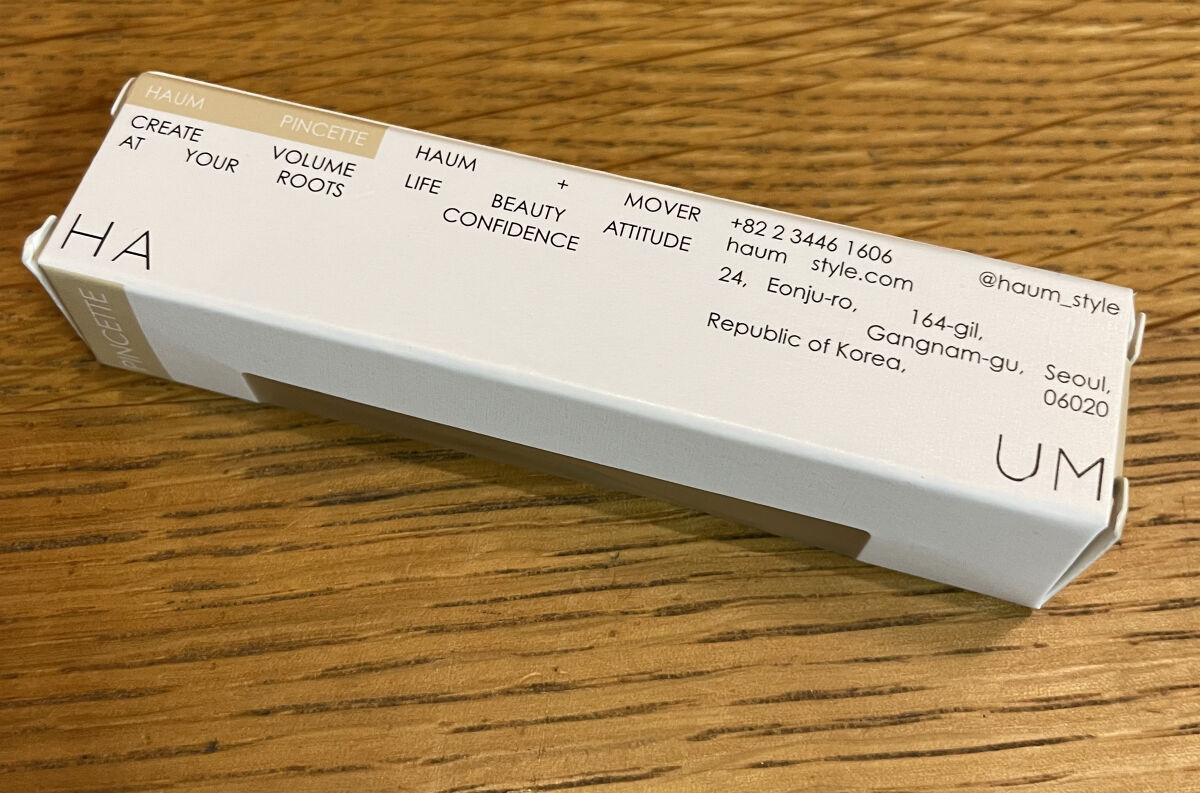 HAUM PINCETTE
CREATE VOLUME
AT YOUR ROOTS
HAUM + MOVER
LIFE BEAUTY ATTITUDE
CONFIDENCE
+82 2 3446 1606
haum style.com @haum_style
24, Eonju-ro, 164-gil,
Gangnam-gu, Seoul,
Republic of Korea, 06020
HA UM
PINCETTE